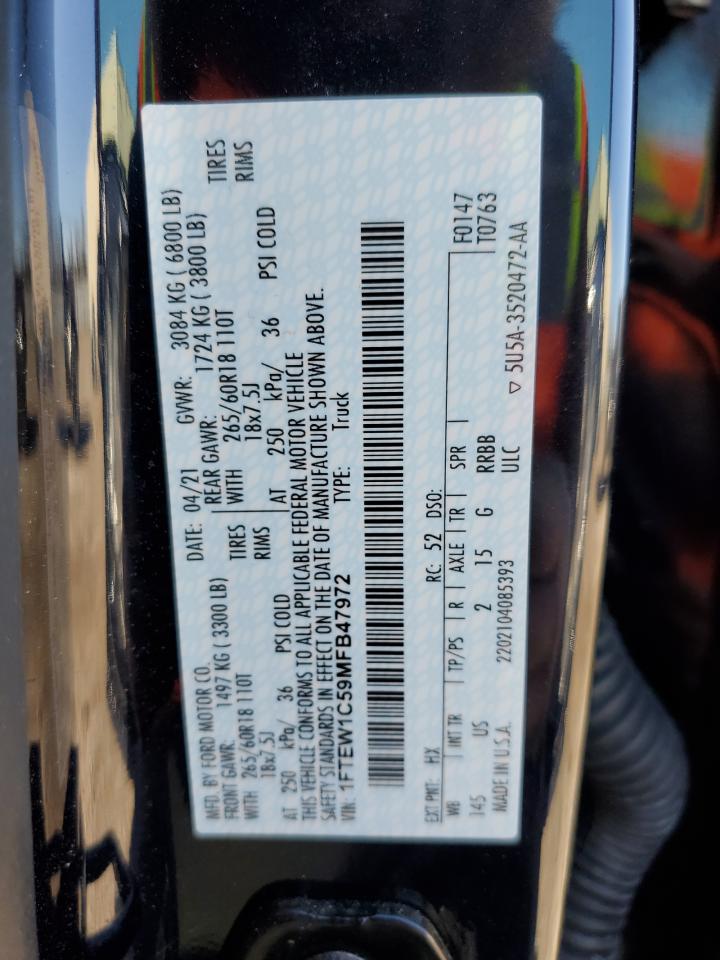 MFD. BY FORD MOTOR CO.
DATE: 04/21 GVWR: 3084 KG ( 6800 LB)
FRONT GAWR: 1497 KG ( 3300 LB) REAR GAWR: 1724 KG ( 3800 LB)
WITH 265/60R18 110T TIRES WITH 265/60R18 110T TIRES
18x7.5J RIMS 18x7.5J RIMS
AT 250 kPa/ 36 PSI COLD AT 250 kPa/ 36 PSI COLD
THIS VEHICLE CONFORMS TO ALL APPLICABLE FEDERAL MOTOR VEHICLE
SAFETY STANDARDS IN EFFECT ON THE DATE OF MANUFACTURE SHOWN ABOVE.
VIN: 1FTEW1C59MFB47972 TYPE: Truck
EXT PNT: HX RC: 52 DSO: F0147
WB INT TR TP/PS R AXLE TR SPR T0763
145 US 2 15 G RRBB
MADE IN U.S.A. 2202104085393 ULC ▽ 5U5A-3520472-AA